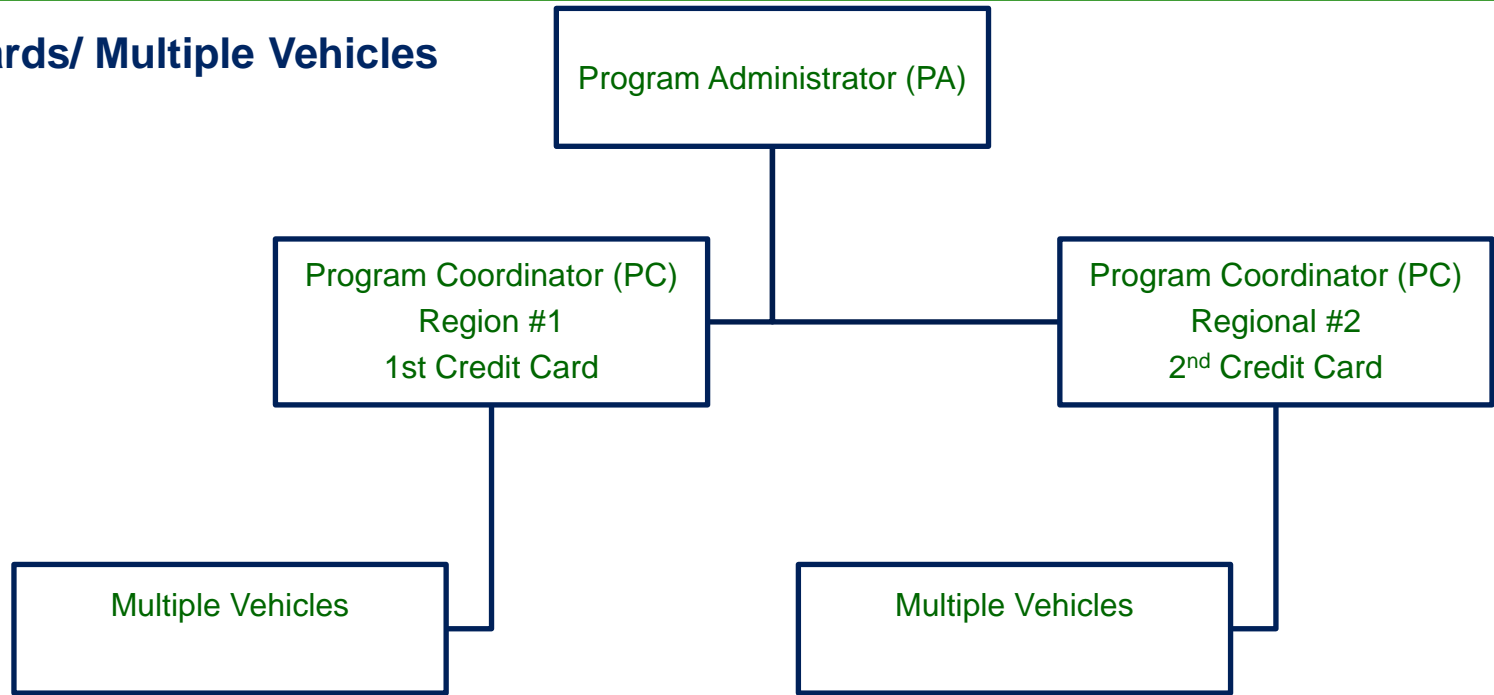 / Multiple Vehicles
Program Administrator (PA)
Program Coordinator (PC)
Region #1
1st Credit Card
Program Coordinator (PC)
Regional #2
2nd Credit Card
Multiple Vehicles
Multiple Vehicles